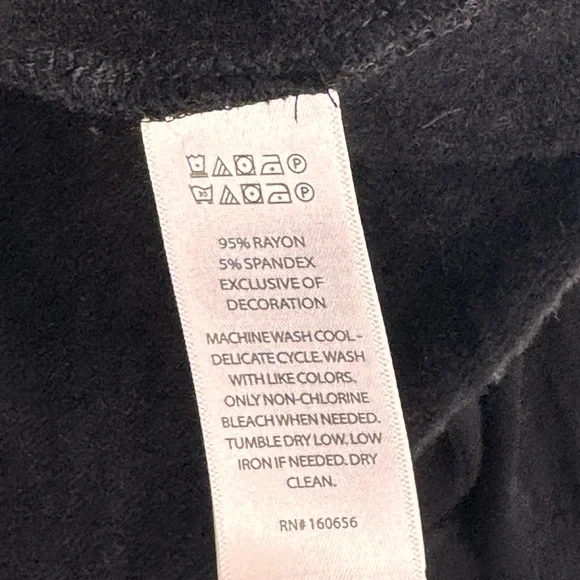 95% RAYON
5% SPANDEX
EXCLUSIVE OF
DECORATION
MACHINE WASH COOL-
DELICATE CYCLE. WASH
WITH LIKE COLORS.
ONLY NON-CHLORINE
BLEACH WHEN NEEDED.
TUMBLE DRY LOW. LOW
IRON IF NEEDED. DRY
CLEAN.
RN# 160656